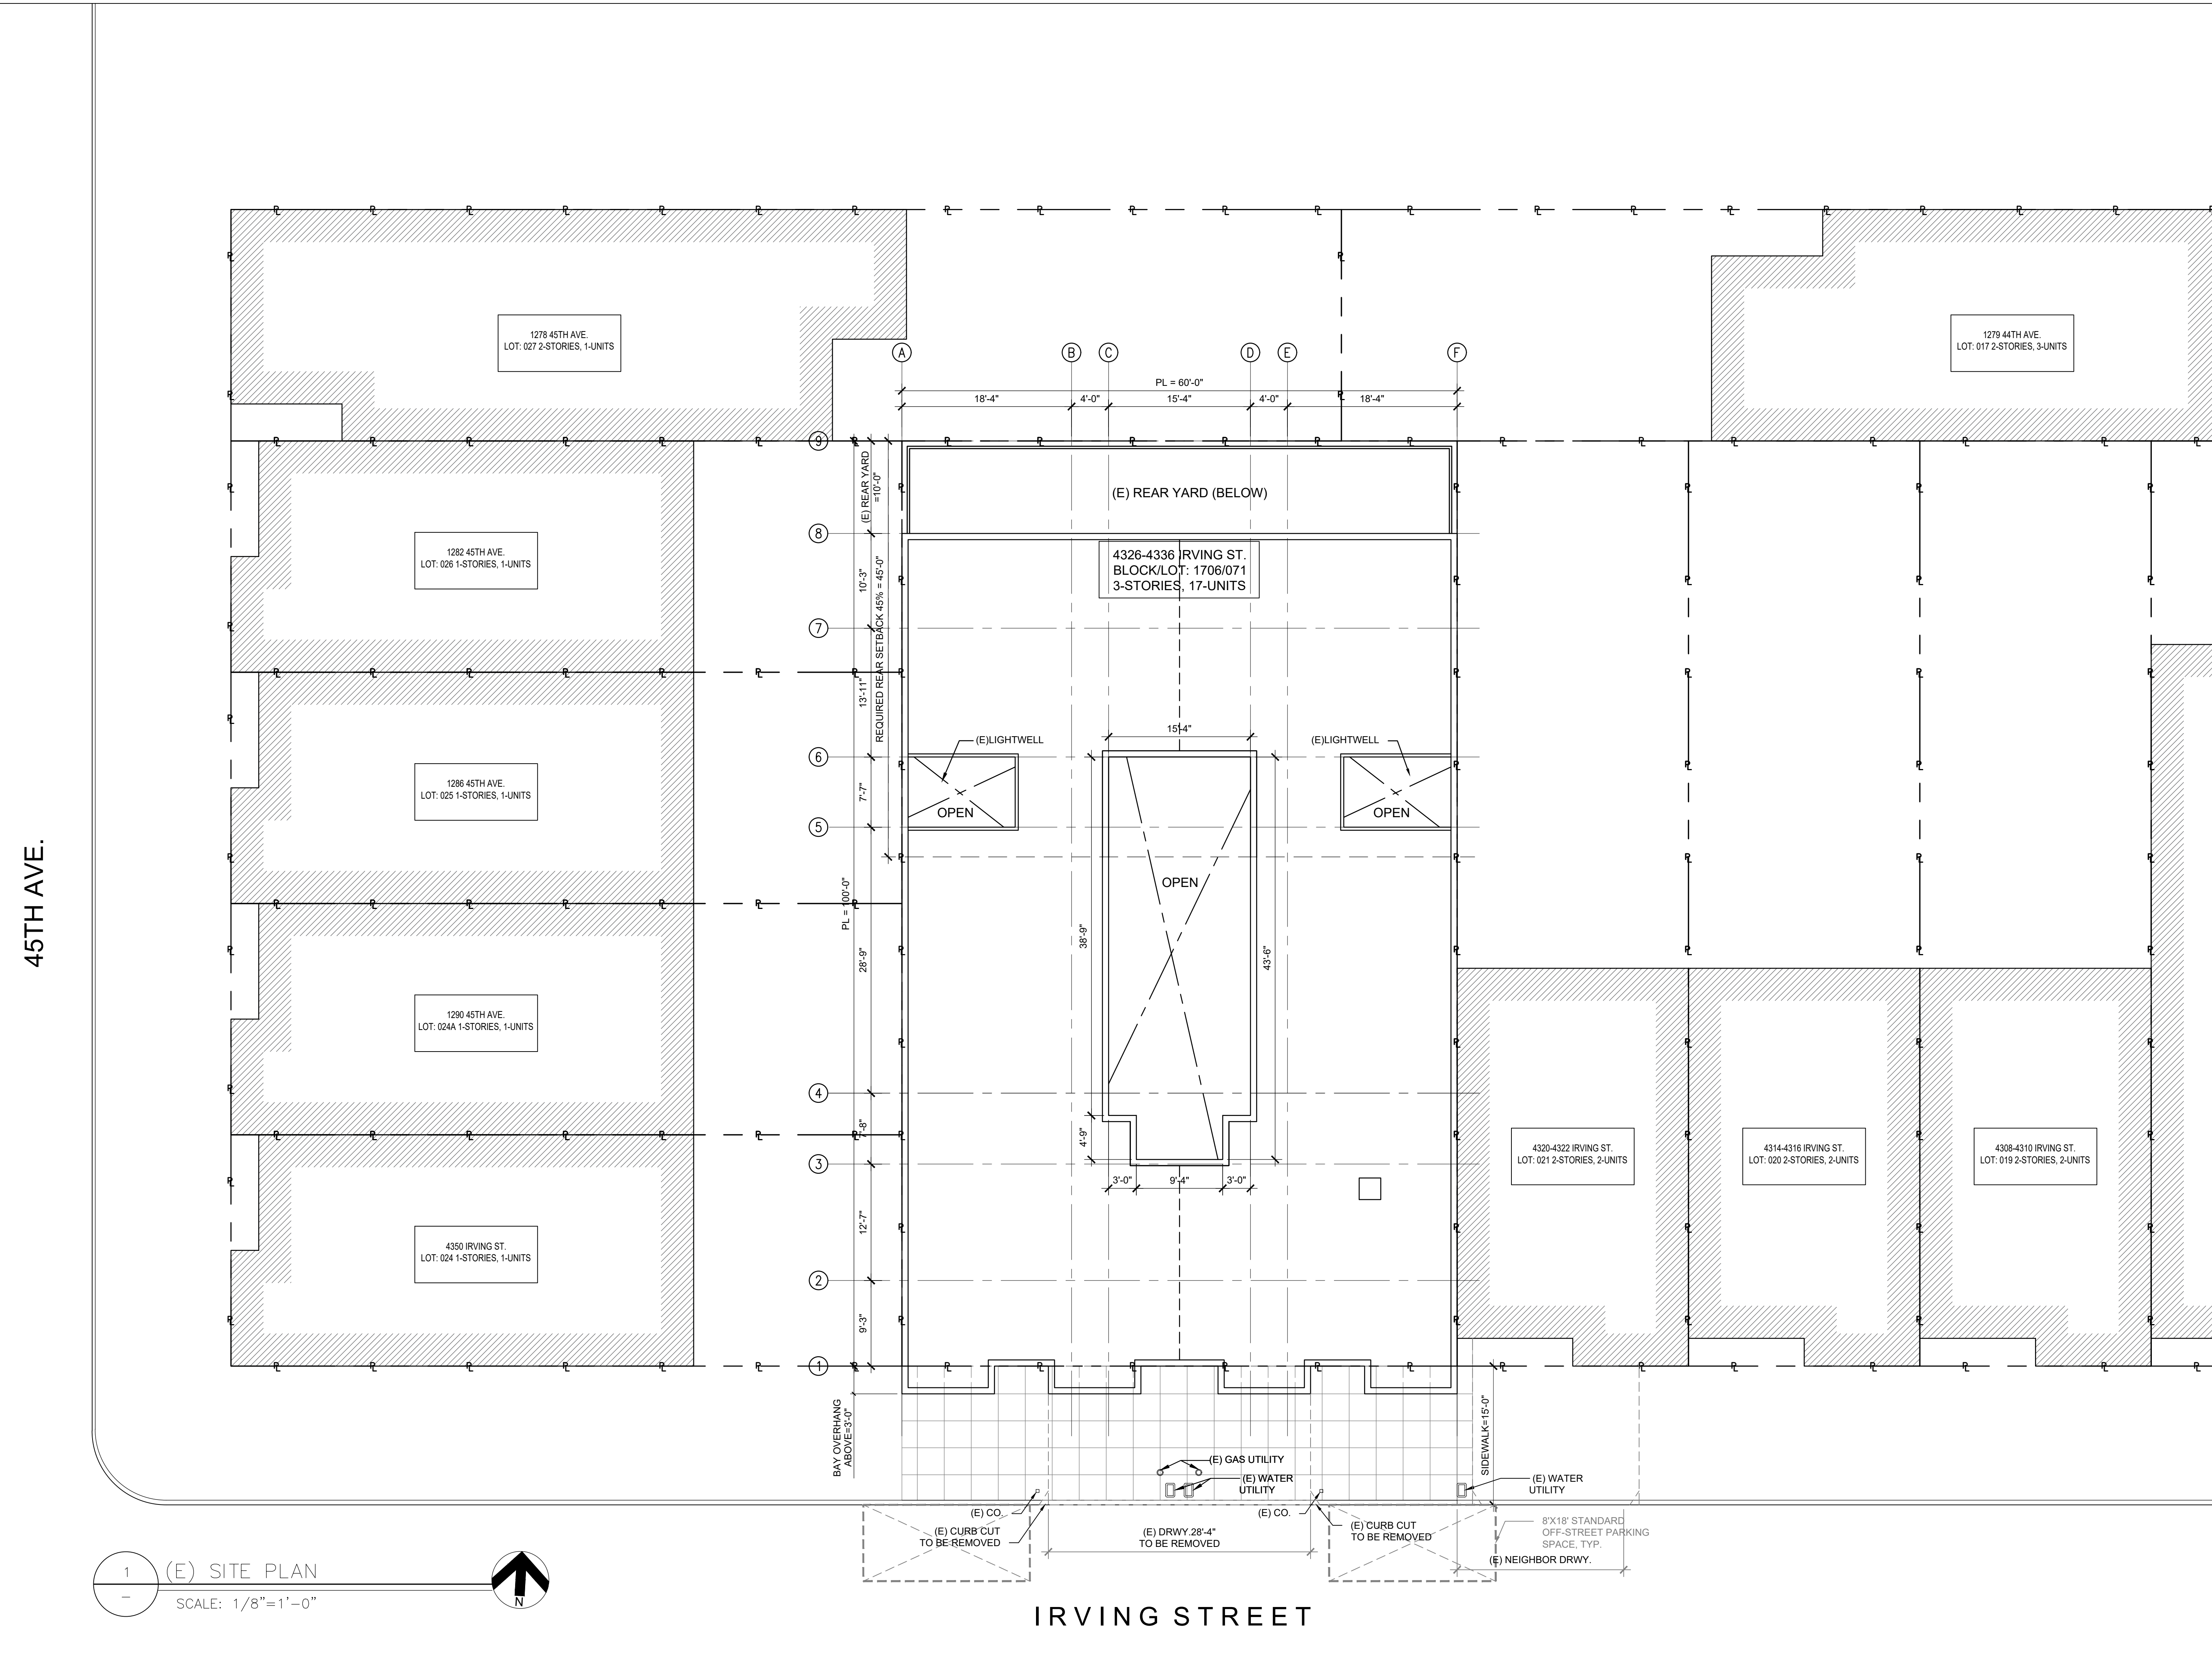 1278 45TH AVE.
LOT: 027 2-STORIES, 1-UNITS
1279 44TH AVE.
LOT: 017 2-STORIES, 3-UNITS
A
B
C
D
E
F
PL = 60'-0"
18'-4"
4'-0"
15'-4"
4'-0"
18'-4"
9
8
7
6
5
4
3
2
1
(E) REAR YARD
=10'-0"
10'-3"
13'-11"
7'-7"
28'-9"
7'-8"
12'-7"
9'-3"
REQUIRED REAR SETBACK 45% = 45'-0"
PL = 100'-0"
(E) REAR YARD (BELOW)
4326-4336 IRVING ST.
BLOCK/LOT: 1706/071
3-STORIES, 17-UNITS
1282 45TH AVE.
LOT: 026 1-STORIES, 1-UNITS
1286 45TH AVE.
LOT: 025 1-STORIES, 1-UNITS
1290 45TH AVE.
LOT: 024A 1-STORIES, 1-UNITS
4350 IRVING ST.
LOT: 024 1-STORIES, 1-UNITS
15'-4"
(E)LIGHTWELL
(E)LIGHTWELL
OPEN
OPEN
OPEN
38'-9"
43'-6"
4'-9"
3'-0"
9'-4"
3'-0"
4320-4322 IRVING ST.
LOT: 021 2-STORIES, 2-UNITS
4314-4316 IRVING ST.
LOT: 020 2-STORIES, 2-UNITS
4308-4310 IRVING ST.
LOT: 019 2-STORIES, 2-UNITS
45TH AVE.
BAY OVERHANG
ABOVE=3'-0"
SIDEWALK=15'-0"
(E) GAS UTILITY
(E) WATER
UTILITY
(E) WATER
UTILITY
(E) CO.
(E) CO.
(E) CURB CUT
TO BE REMOVED
(E) DRWY.28'-4"
TO BE REMOVED
(E) CURB CUT
TO BE REMOVED
8'X18' STANDARD
OFF-STREET PARKING
SPACE, TYP.
(E) NEIGHBOR DRWY.
1
–
(E) SITE PLAN
SCALE: 1/8"=1'-0"
N
IRVING STREET